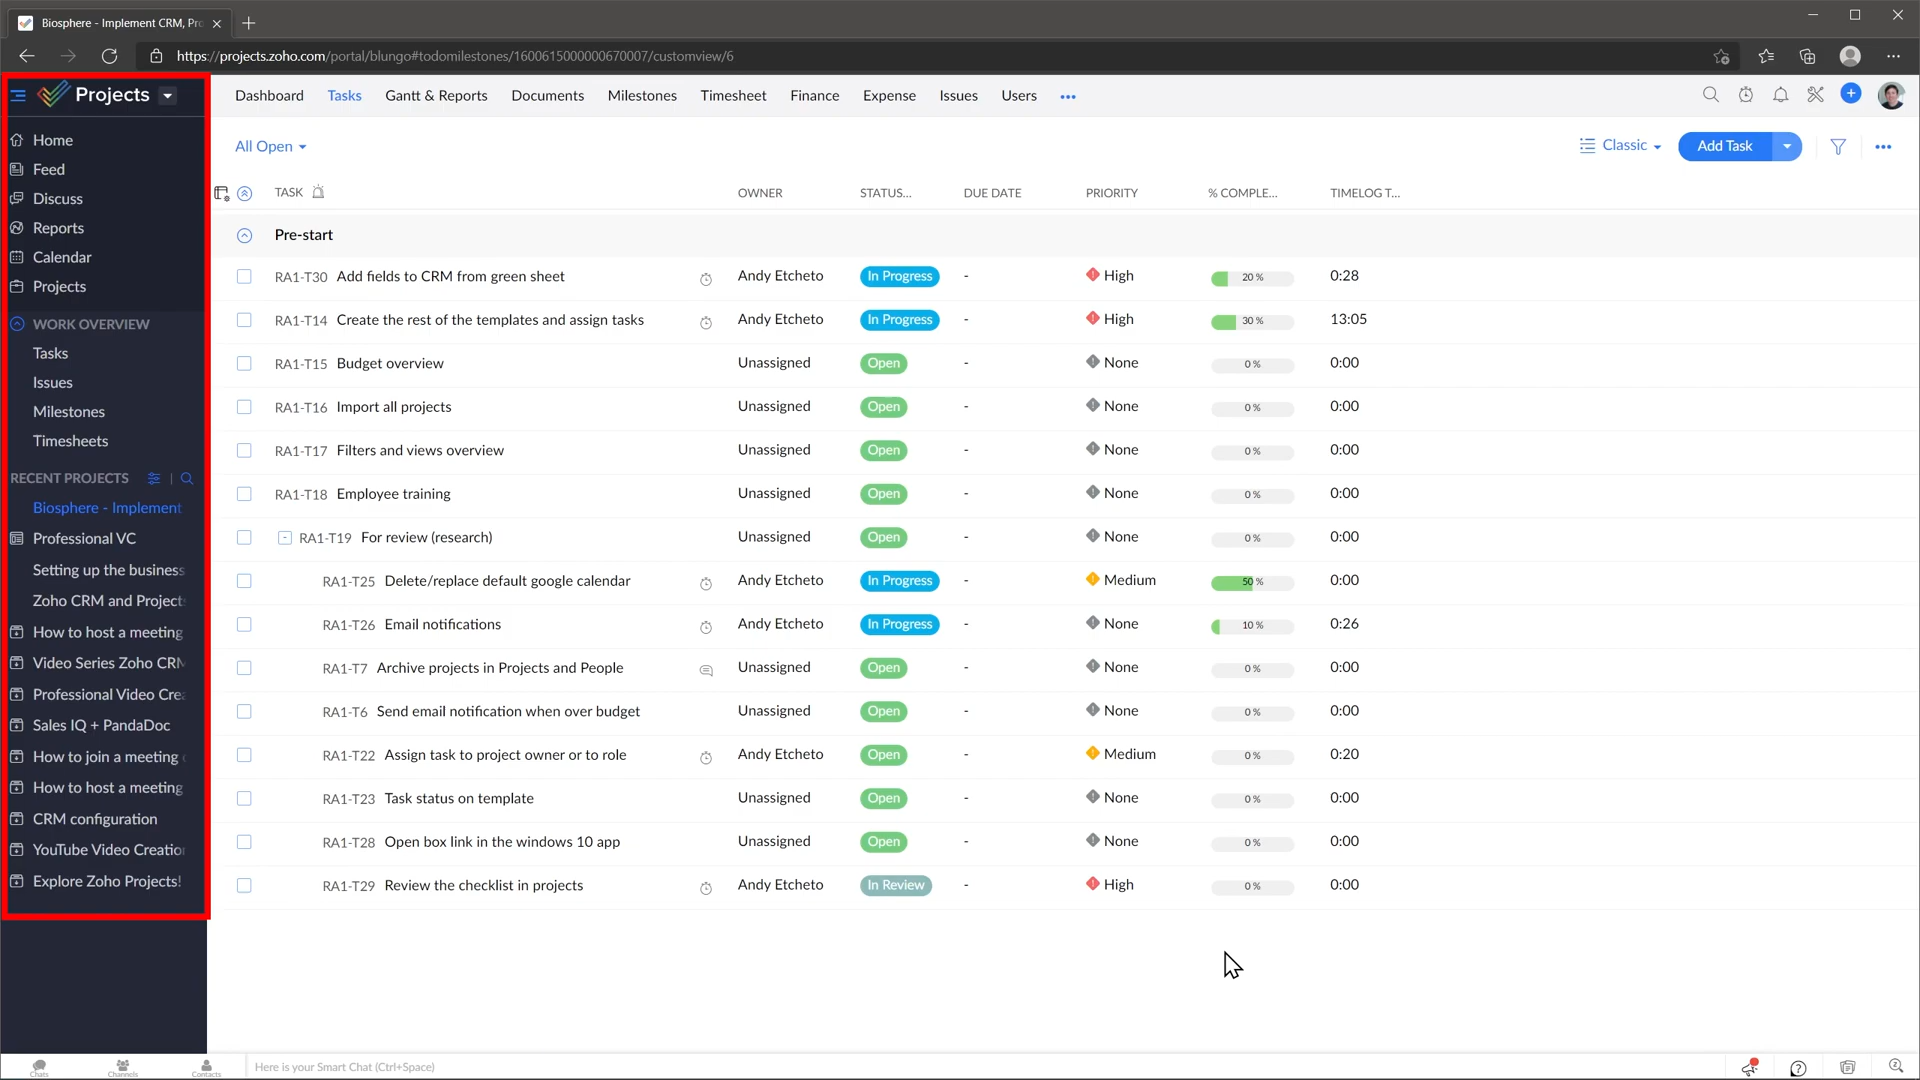 Biosphere - Implement CRM, Pro
https://projects.zoho.com/portal/blungo#todomilestones/1600615000000670007/customview/6
Projects
Dashboard Tasks Gantt & Reports Documents Milestones Timesheet Finance Expense Issues Users
Home
Feed
Discuss
Reports
Calendar
Projects
WORK OVERVIEW
Tasks
Issues
Milestones
Timesheets
RECENT PROJECTS
Biosphere - Implement
Professional VC
Setting up the business
Zoho CRM and Projects
How to host a meeting
Video Series Zoho CRM
Professional Video Crea
Sales IQ + PandaDoc
How to join a meeting
How to host a meeting
CRM configuration
YouTube Video Creation
Explore Zoho Projects!
All Open Classic Add Task
TASK OWNER STATUS... DUE DATE PRIORITY % COMPLE... TIMELOG T...
Pre-start
RA1-T30 Add fields to CRM from green sheet Andy Etcheto In Progress - High 20 % 0:28
RA1-T14 Create the rest of the templates and assign tasks Andy Etcheto In Progress - High 30 % 13:05
RA1-T15 Budget overview Unassigned Open - None 0 % 0:00
RA1-T16 Import all projects Unassigned Open - None 0 % 0:00
RA1-T17 Filters and views overview Unassigned Open - None 0 % 0:00
RA1-T18 Employee training Unassigned Open - None 0 % 0:00
RA1-T19 For review (research) Unassigned Open - None 0 % 0:00
RA1-T25 Delete/replace default google calendar Andy Etcheto In Progress - Medium 50 % 0:00
RA1-T26 Email notifications Andy Etcheto In Progress - None 10 % 0:26
RA1-T7 Archive projects in Projects and People Unassigned Open - None 0 % 0:00
RA1-T6 Send email notification when over budget Unassigned Open - None 0 % 0:00
RA1-T22 Assign task to project owner or to role Andy Etcheto Open - Medium 0 % 0:20
RA1-T23 Task status on template Unassigned Open - None 0 % 0:00
RA1-T28 Open box link in the windows 10 app Unassigned Open - None 0 % 0:00
RA1-T29 Review the checklist in projects Andy Etcheto In Review - High 0 % 0:00
Chats Channels Contacts Here is your Smart Chat (Ctrl+Space)